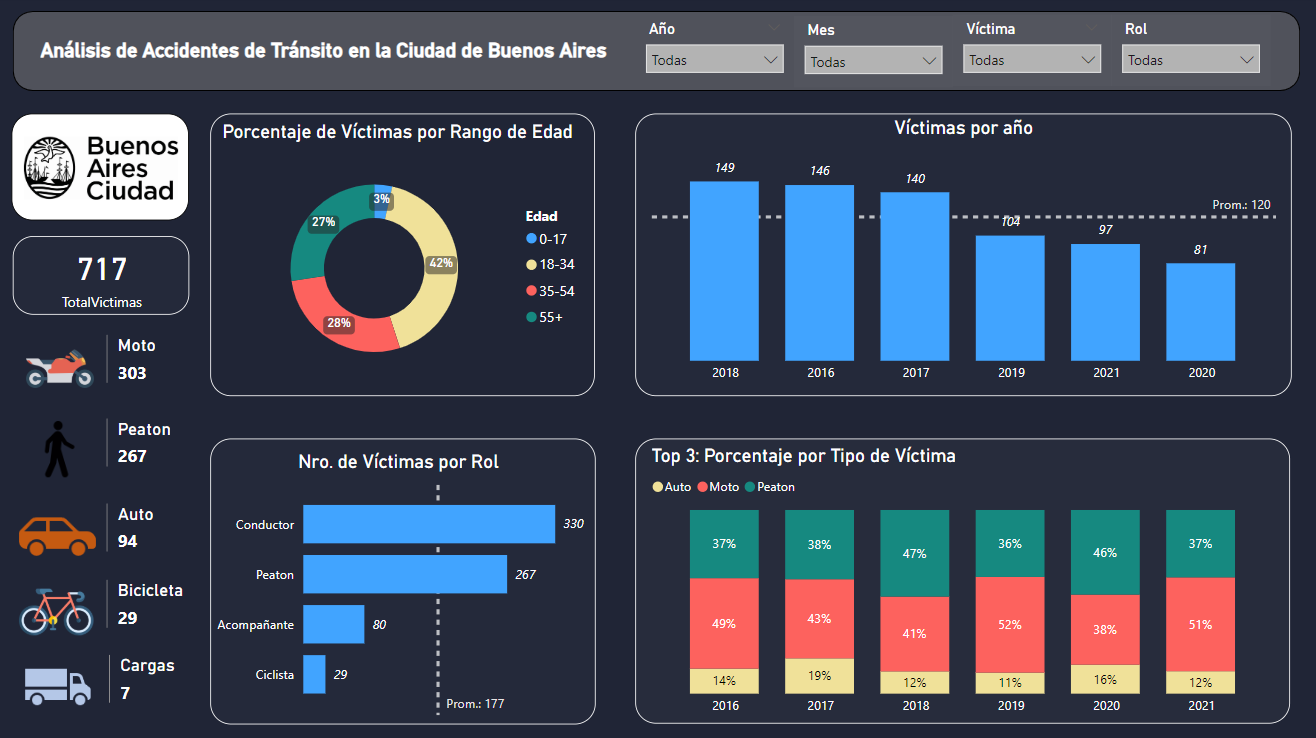 Análisis de Accidentes de Tránsito en la Ciudad de Buenos Aires
Año
Todas
Mes
Todas
Víctima
Todas
Rol
Todas
Buenos
Aires
Ciudad
717
TotalVictimas
Moto
303
Peaton
267
Auto
94
Bicicleta
29
Cargas
7
Porcentaje de Víctimas por Rango de Edad
3%
27%
42%
28%
Edad
0-17
18-34
35-54
55+
Víctimas por año
149
146
140
104
97
81
Prom.: 120
2018
2016
2017
2019
2021
2020
Nro. de Víctimas por Rol
Conductor
330
Peaton
267
Acompañante
80
Ciclista
29
Prom.: 177
Top 3: Porcentaje por Tipo de Víctima
Auto Moto Peaton
37% 38% 47% 36% 46% 37%
49% 43% 41% 52% 38% 51%
14% 19% 12% 11% 16% 12%
2016 2017 2018 2019 2020 2021